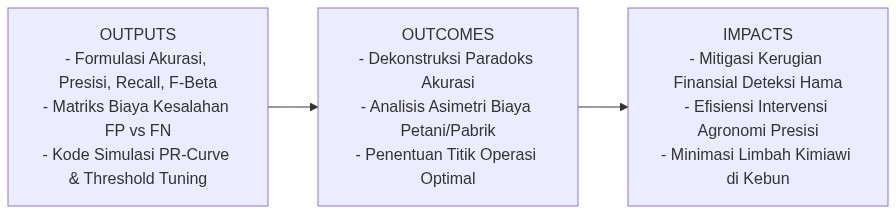 OUTPUTS
- Formulasi Akurasi,
Presisi, Recall, F-Beta
- Matriks Biaya Kesalahan
FP vs FN
- Kode Simulasi PR-Curve
& Threshold Tuning
OUTCOMES
- Dekonstruksi Paradoks
Akurasi
- Analisis Asimetri Biaya
Petani/Pabrik
- Penentuan Titik Operasi
Optimal
IMPACTS
- Mitigasi Kerugian
Finansial Deteksi Hama
- Efisiensi Intervensi
Agronomi Presisi
- Minimasi Limbah Kimiawi
di Kebun